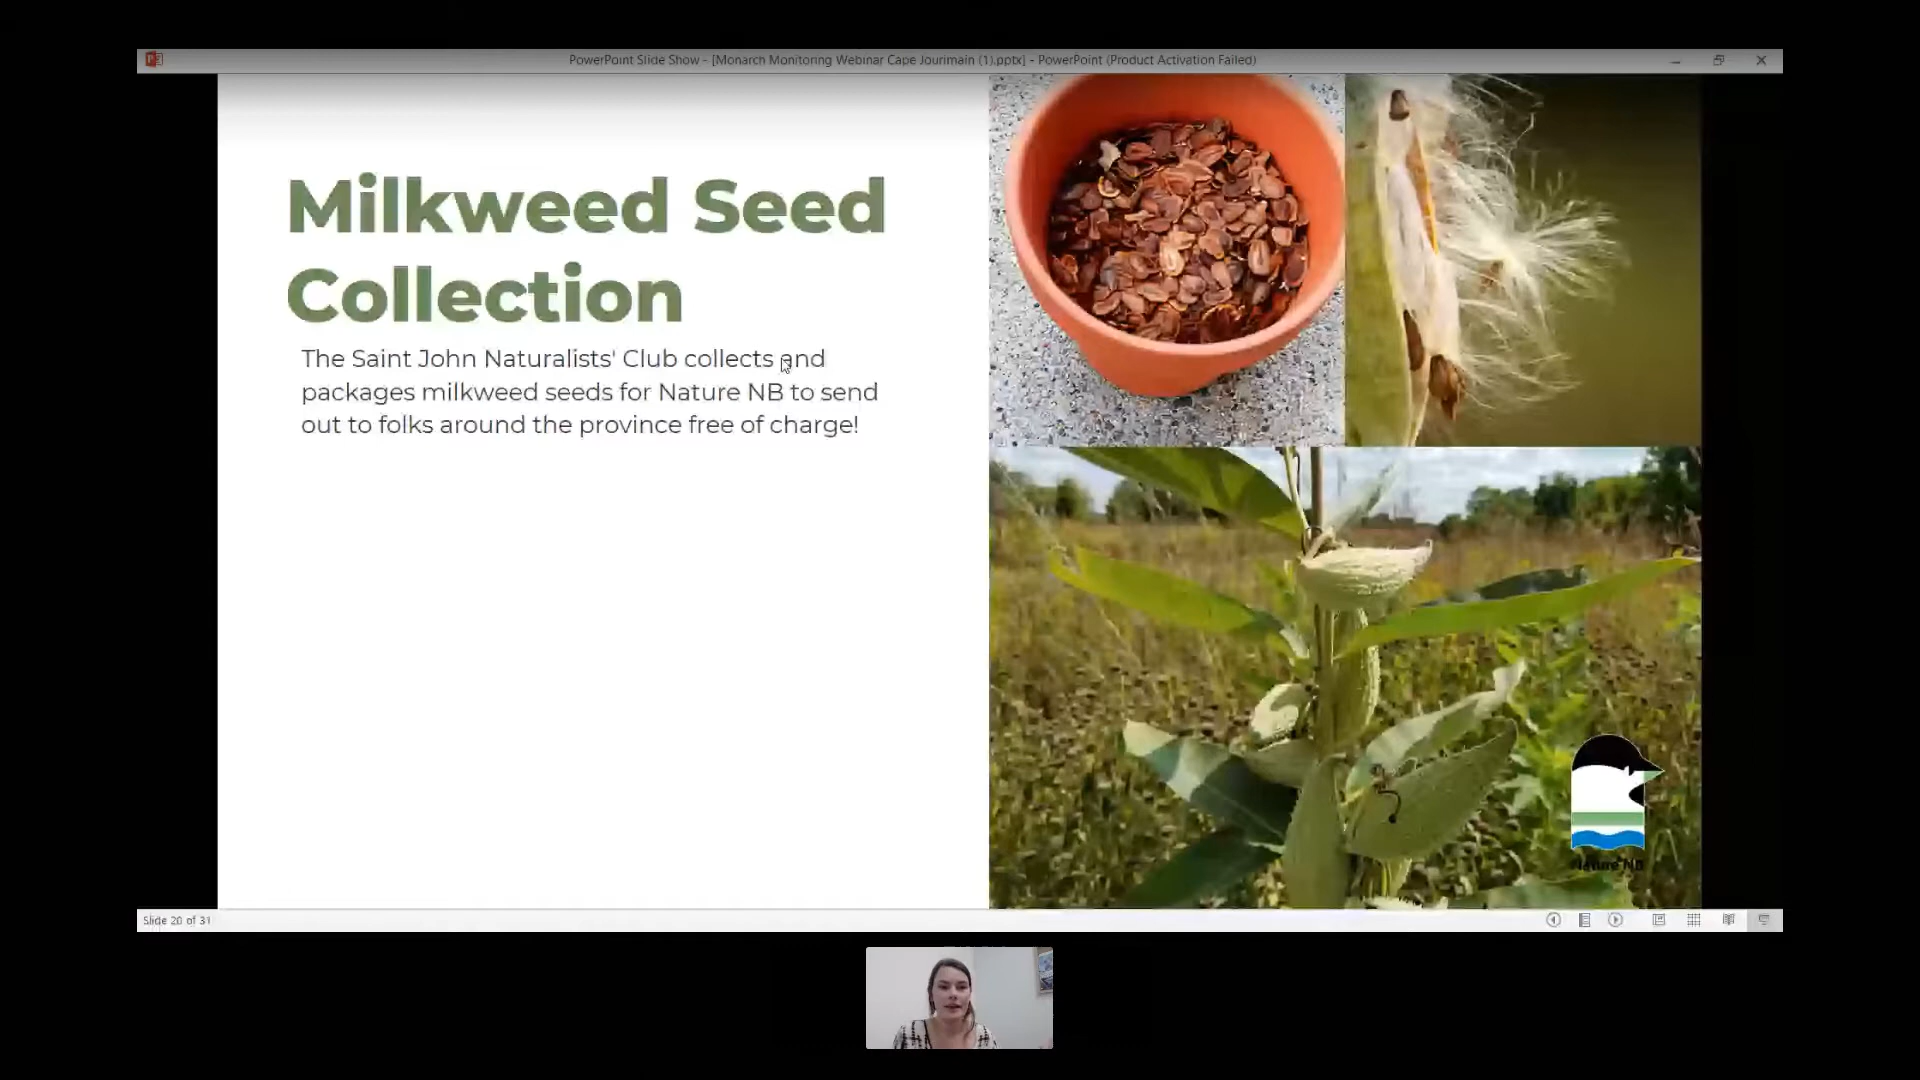 PowerPoint Slide Show - [Monarch Monitoring Webinar Cape Jourimain (1).pptx] - PowerPoint (Product Activation Failed)
Milkweed Seed
Collection
The Saint John Naturalists' Club collects and
packages milkweed seeds for Nature NB to send
out to folks around the province free of charge!
Nature NB
Slide 20 of 31